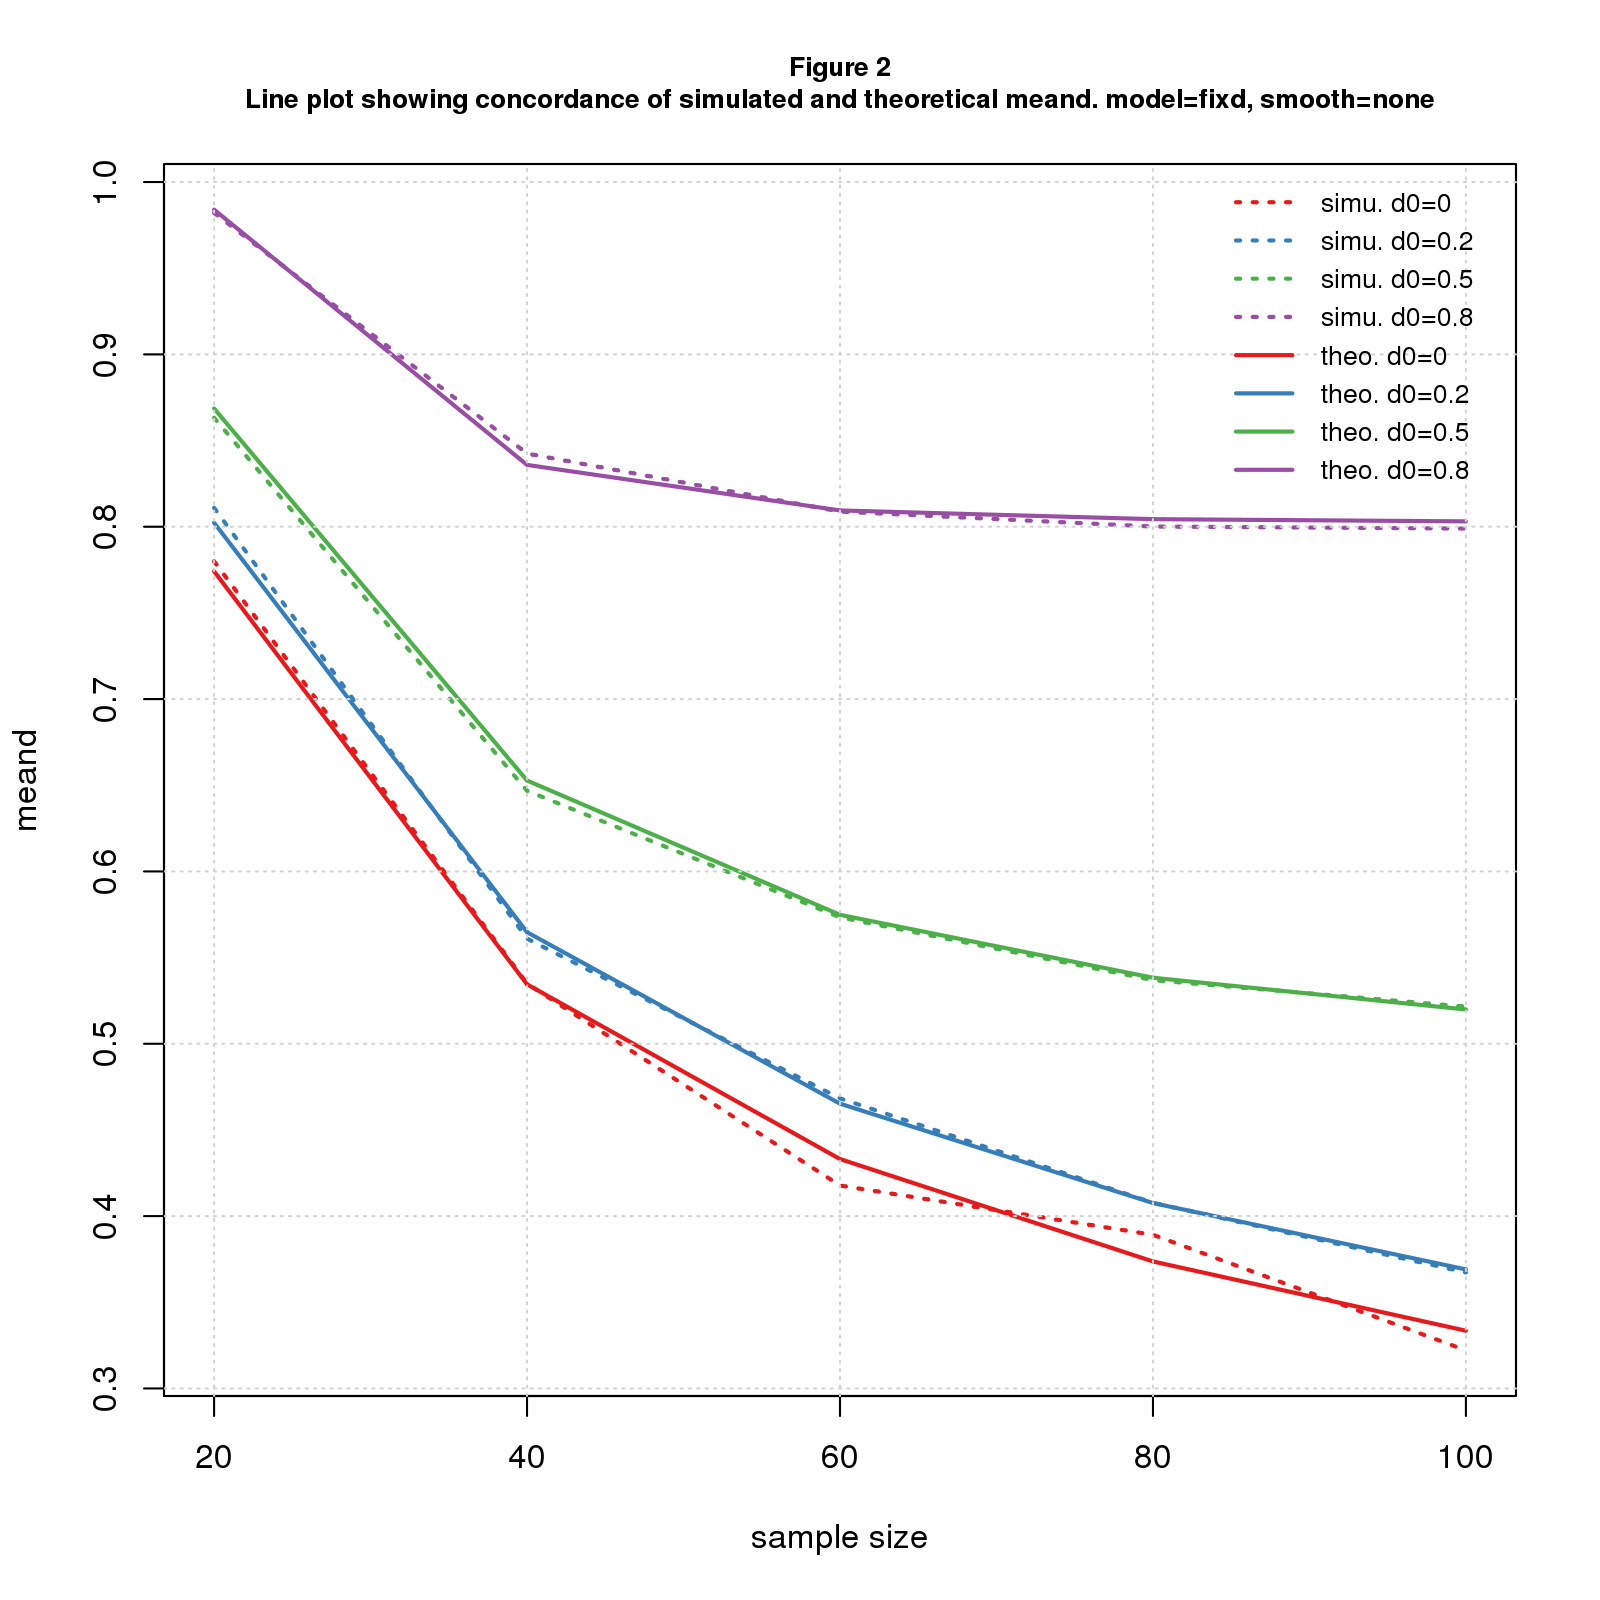 Figure 2
Line plot showing concordance of simulated and theoretical meand. model=fixd, smooth=none
1.0
0.9
0.8
0.7
0.6
0.5
0.4
0.3
meand
simu. d0=0
simu. d0=0.2
simu. d0=0.5
simu. d0=0.8
theo. d0=0
theo. d0=0.2
theo. d0=0.5
theo. d0=0.8
20 40 60 80 100
sample size